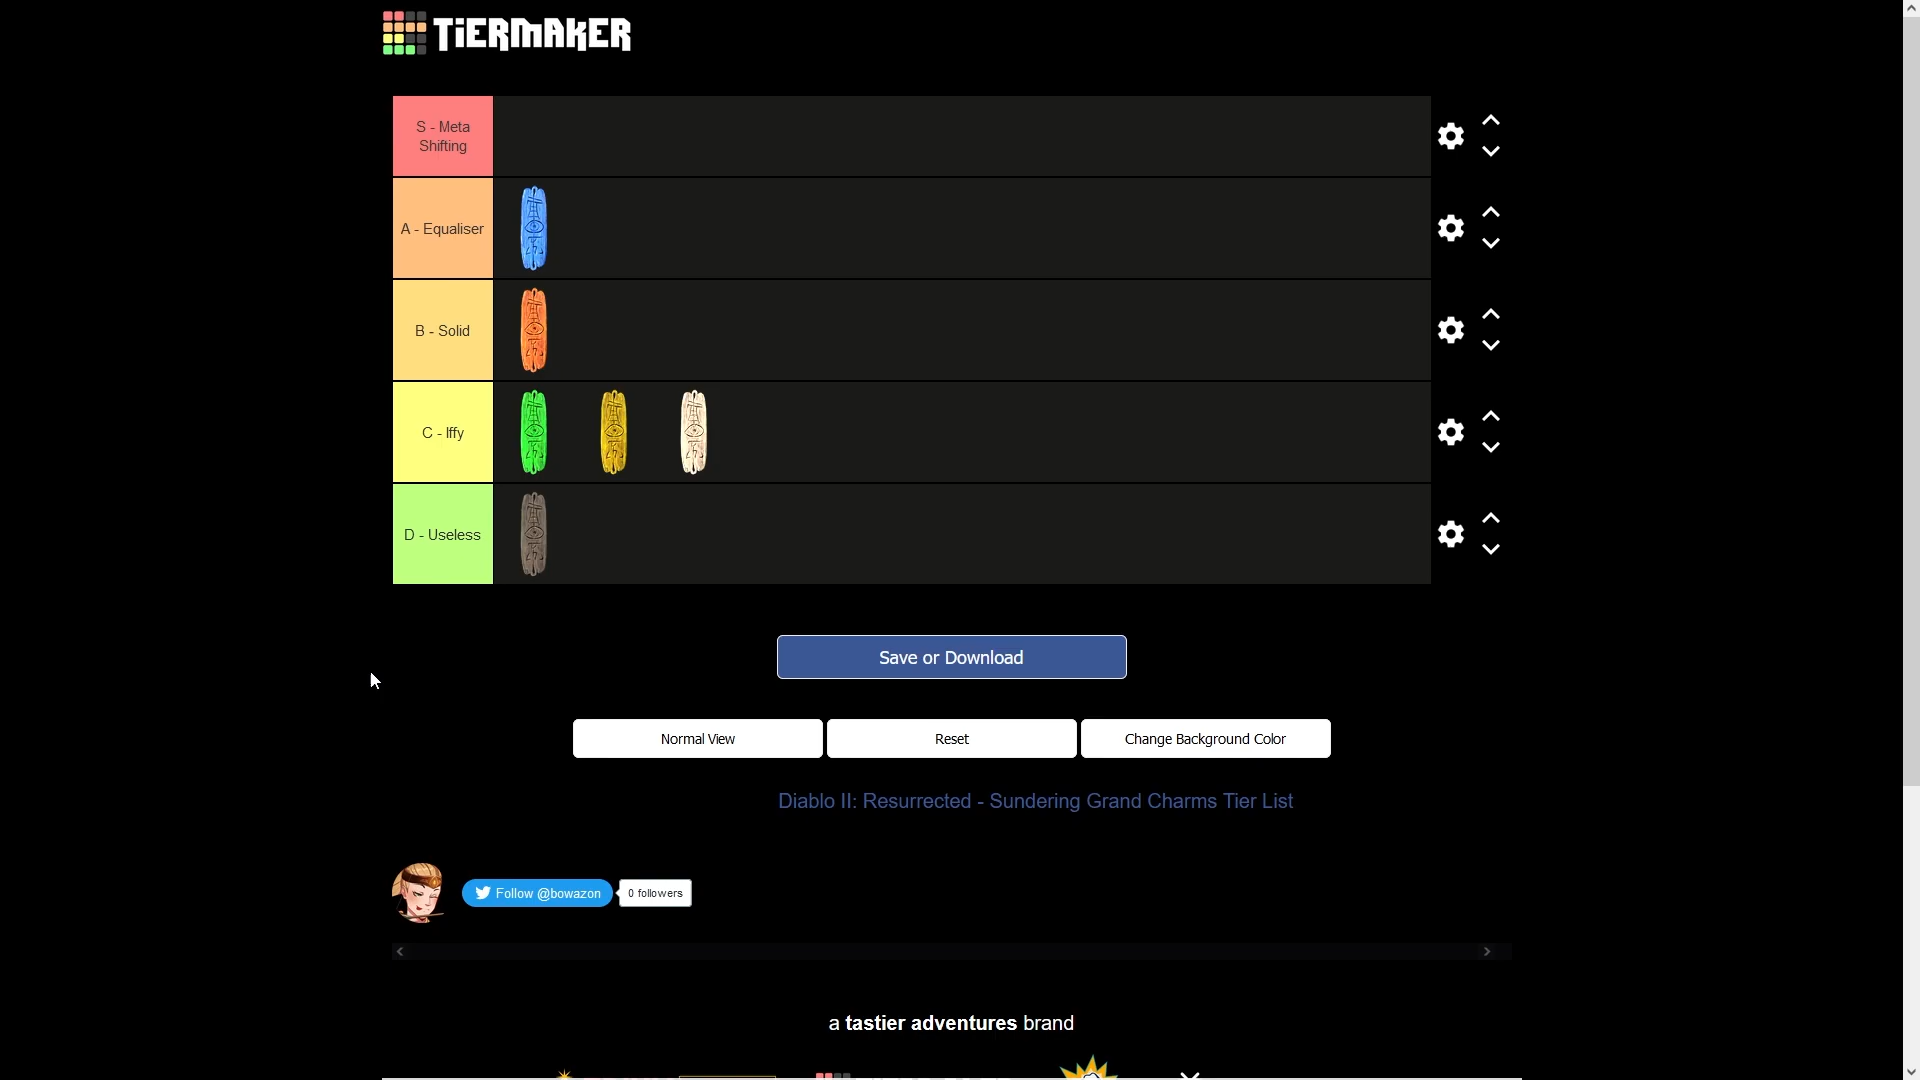 TiERMAKER
S - Meta
Shifting
A - Equaliser
B - Solid
C - Iffy
D - Useless
Save or Download
Normal View
Reset
Change Background Color
Diablo II: Resurrected - Sundering Grand Charms Tier List
Follow @bowazon
0 followers
a tastier adventures brand